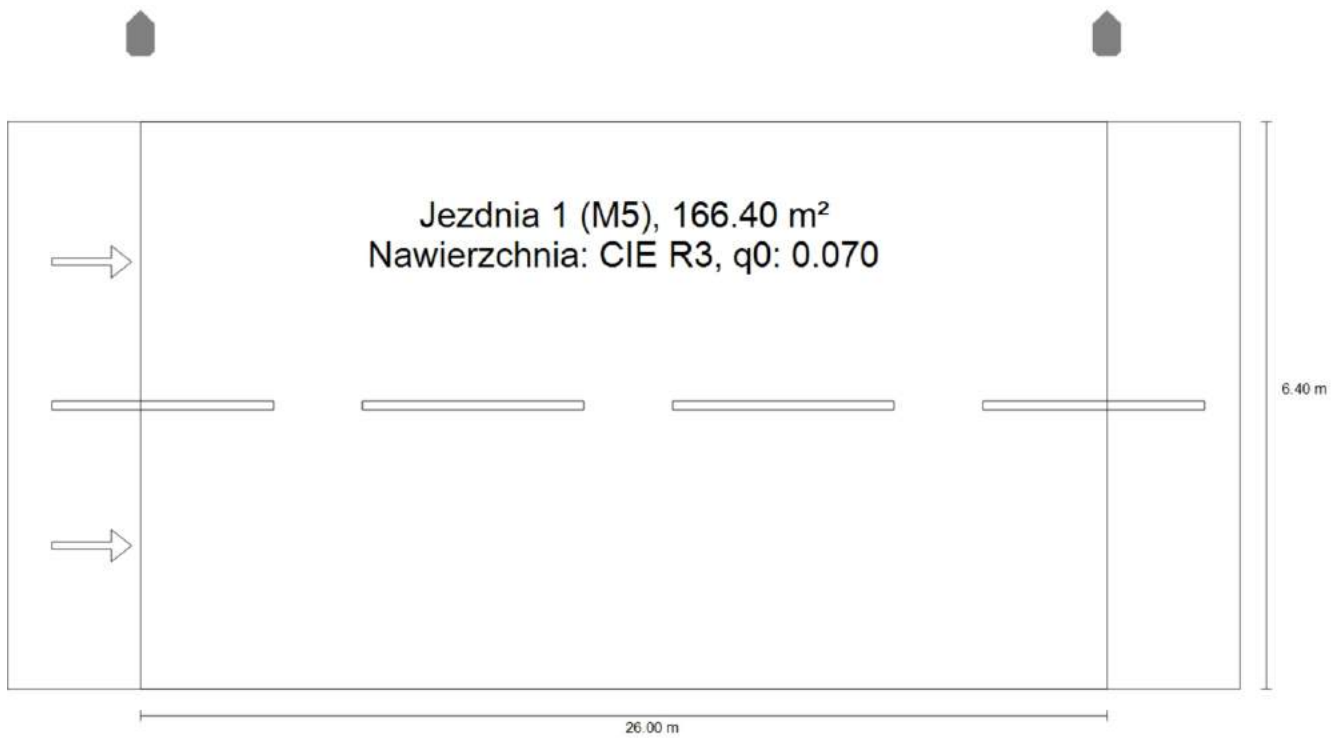 Jezdnia 1 (M5), 166.40 m²
Nawierzchnia: CIE R3, q0: 0.070
6.40 m
26.00 m